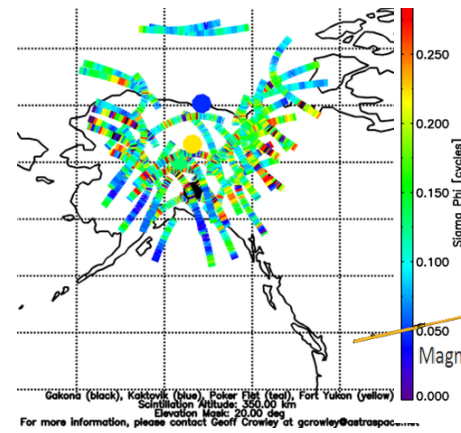 0.250
0.200
0.150
0.100
0.050
0.000
Sigma Phi [cycles]
Magn
Gakona (black), Kaktovik (blue), Poker Flat (teal), Fort Yukon (yellow)
Scintillation Altitude: 350.00 km
Elevation Mask: 20.00 deg
For more information, please contact Geoff Crowley at gcrowley@astraspace.net